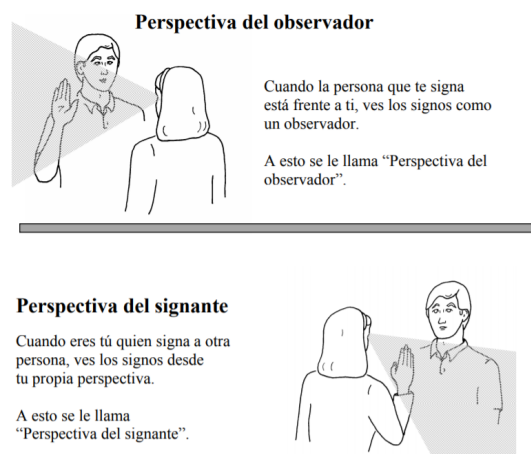 Perspectiva del observador
Cuando la persona que te signa
está frente a ti, ves los signos como
un observador.
A esto se le llama “Perspectiva del
observador”.
Perspectiva del signante
Cuando eres tú quien signa a otra
persona, ves los signos desde
tu propia perspectiva.
A esto se le llama
“Perspectiva del signante”.